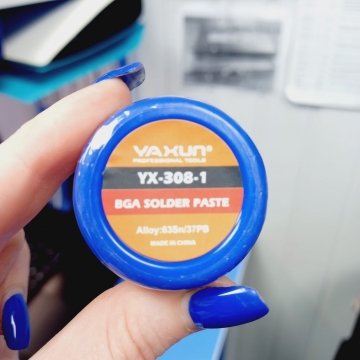 YAXUN®
PROFESSIONAL TOOLS
YX-308-1
BGA SOLDER PASTE
Alloy:63Sn/37PB
MADE IN CHINA